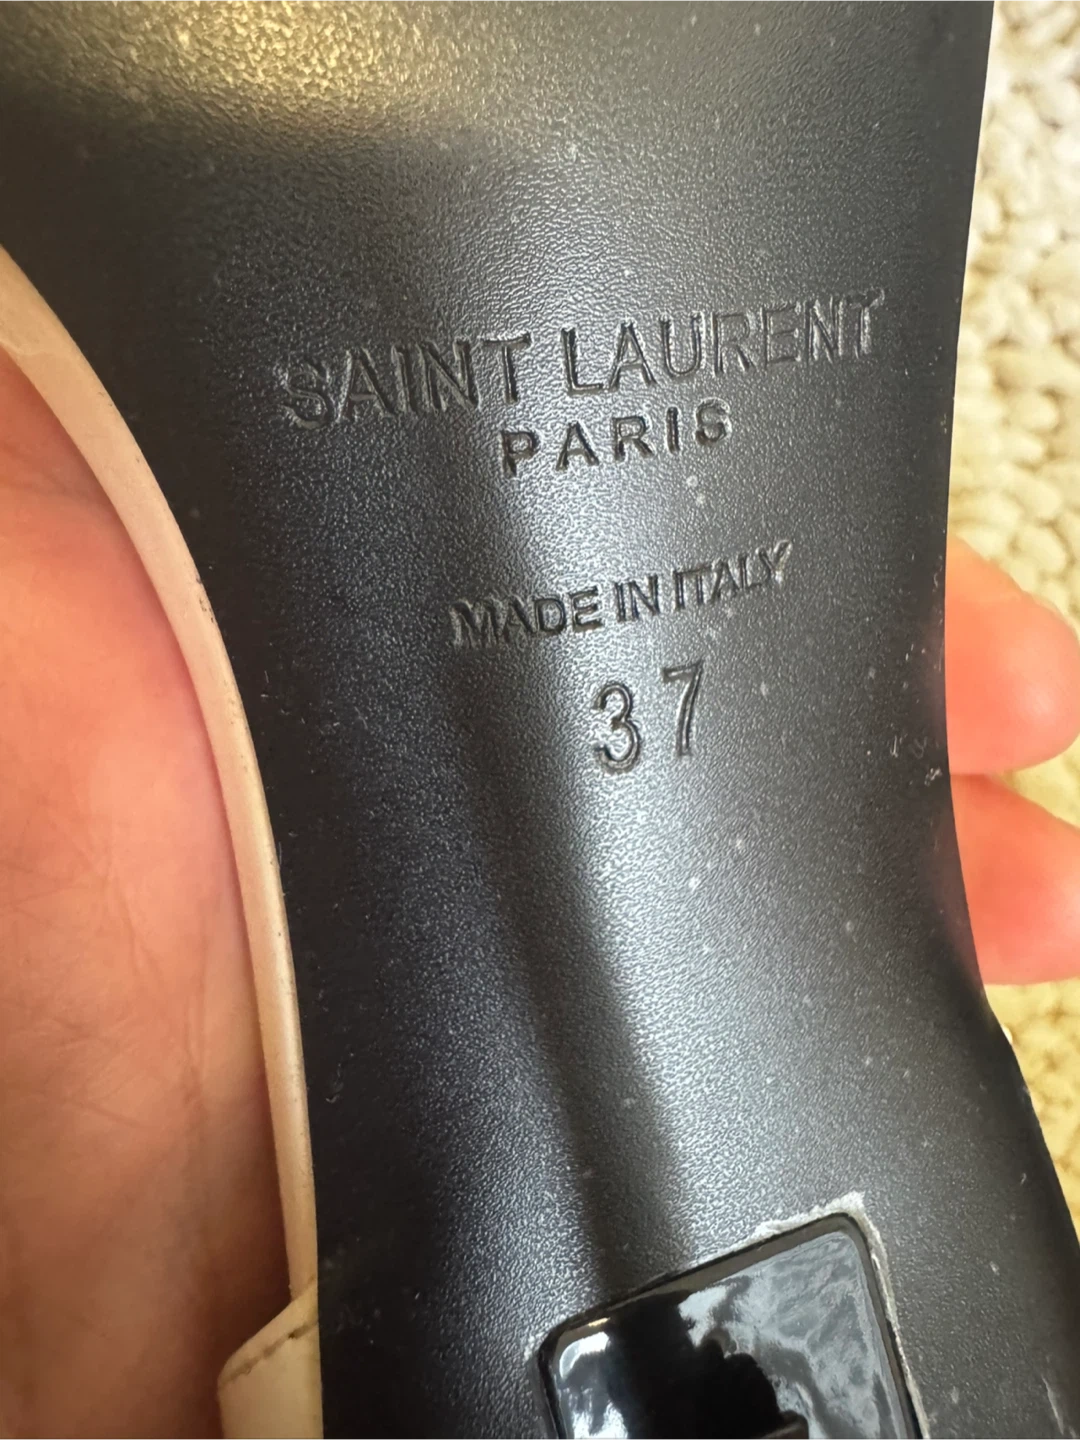 SAINT LAURENT
PARIS
MADE IN ITALY
37